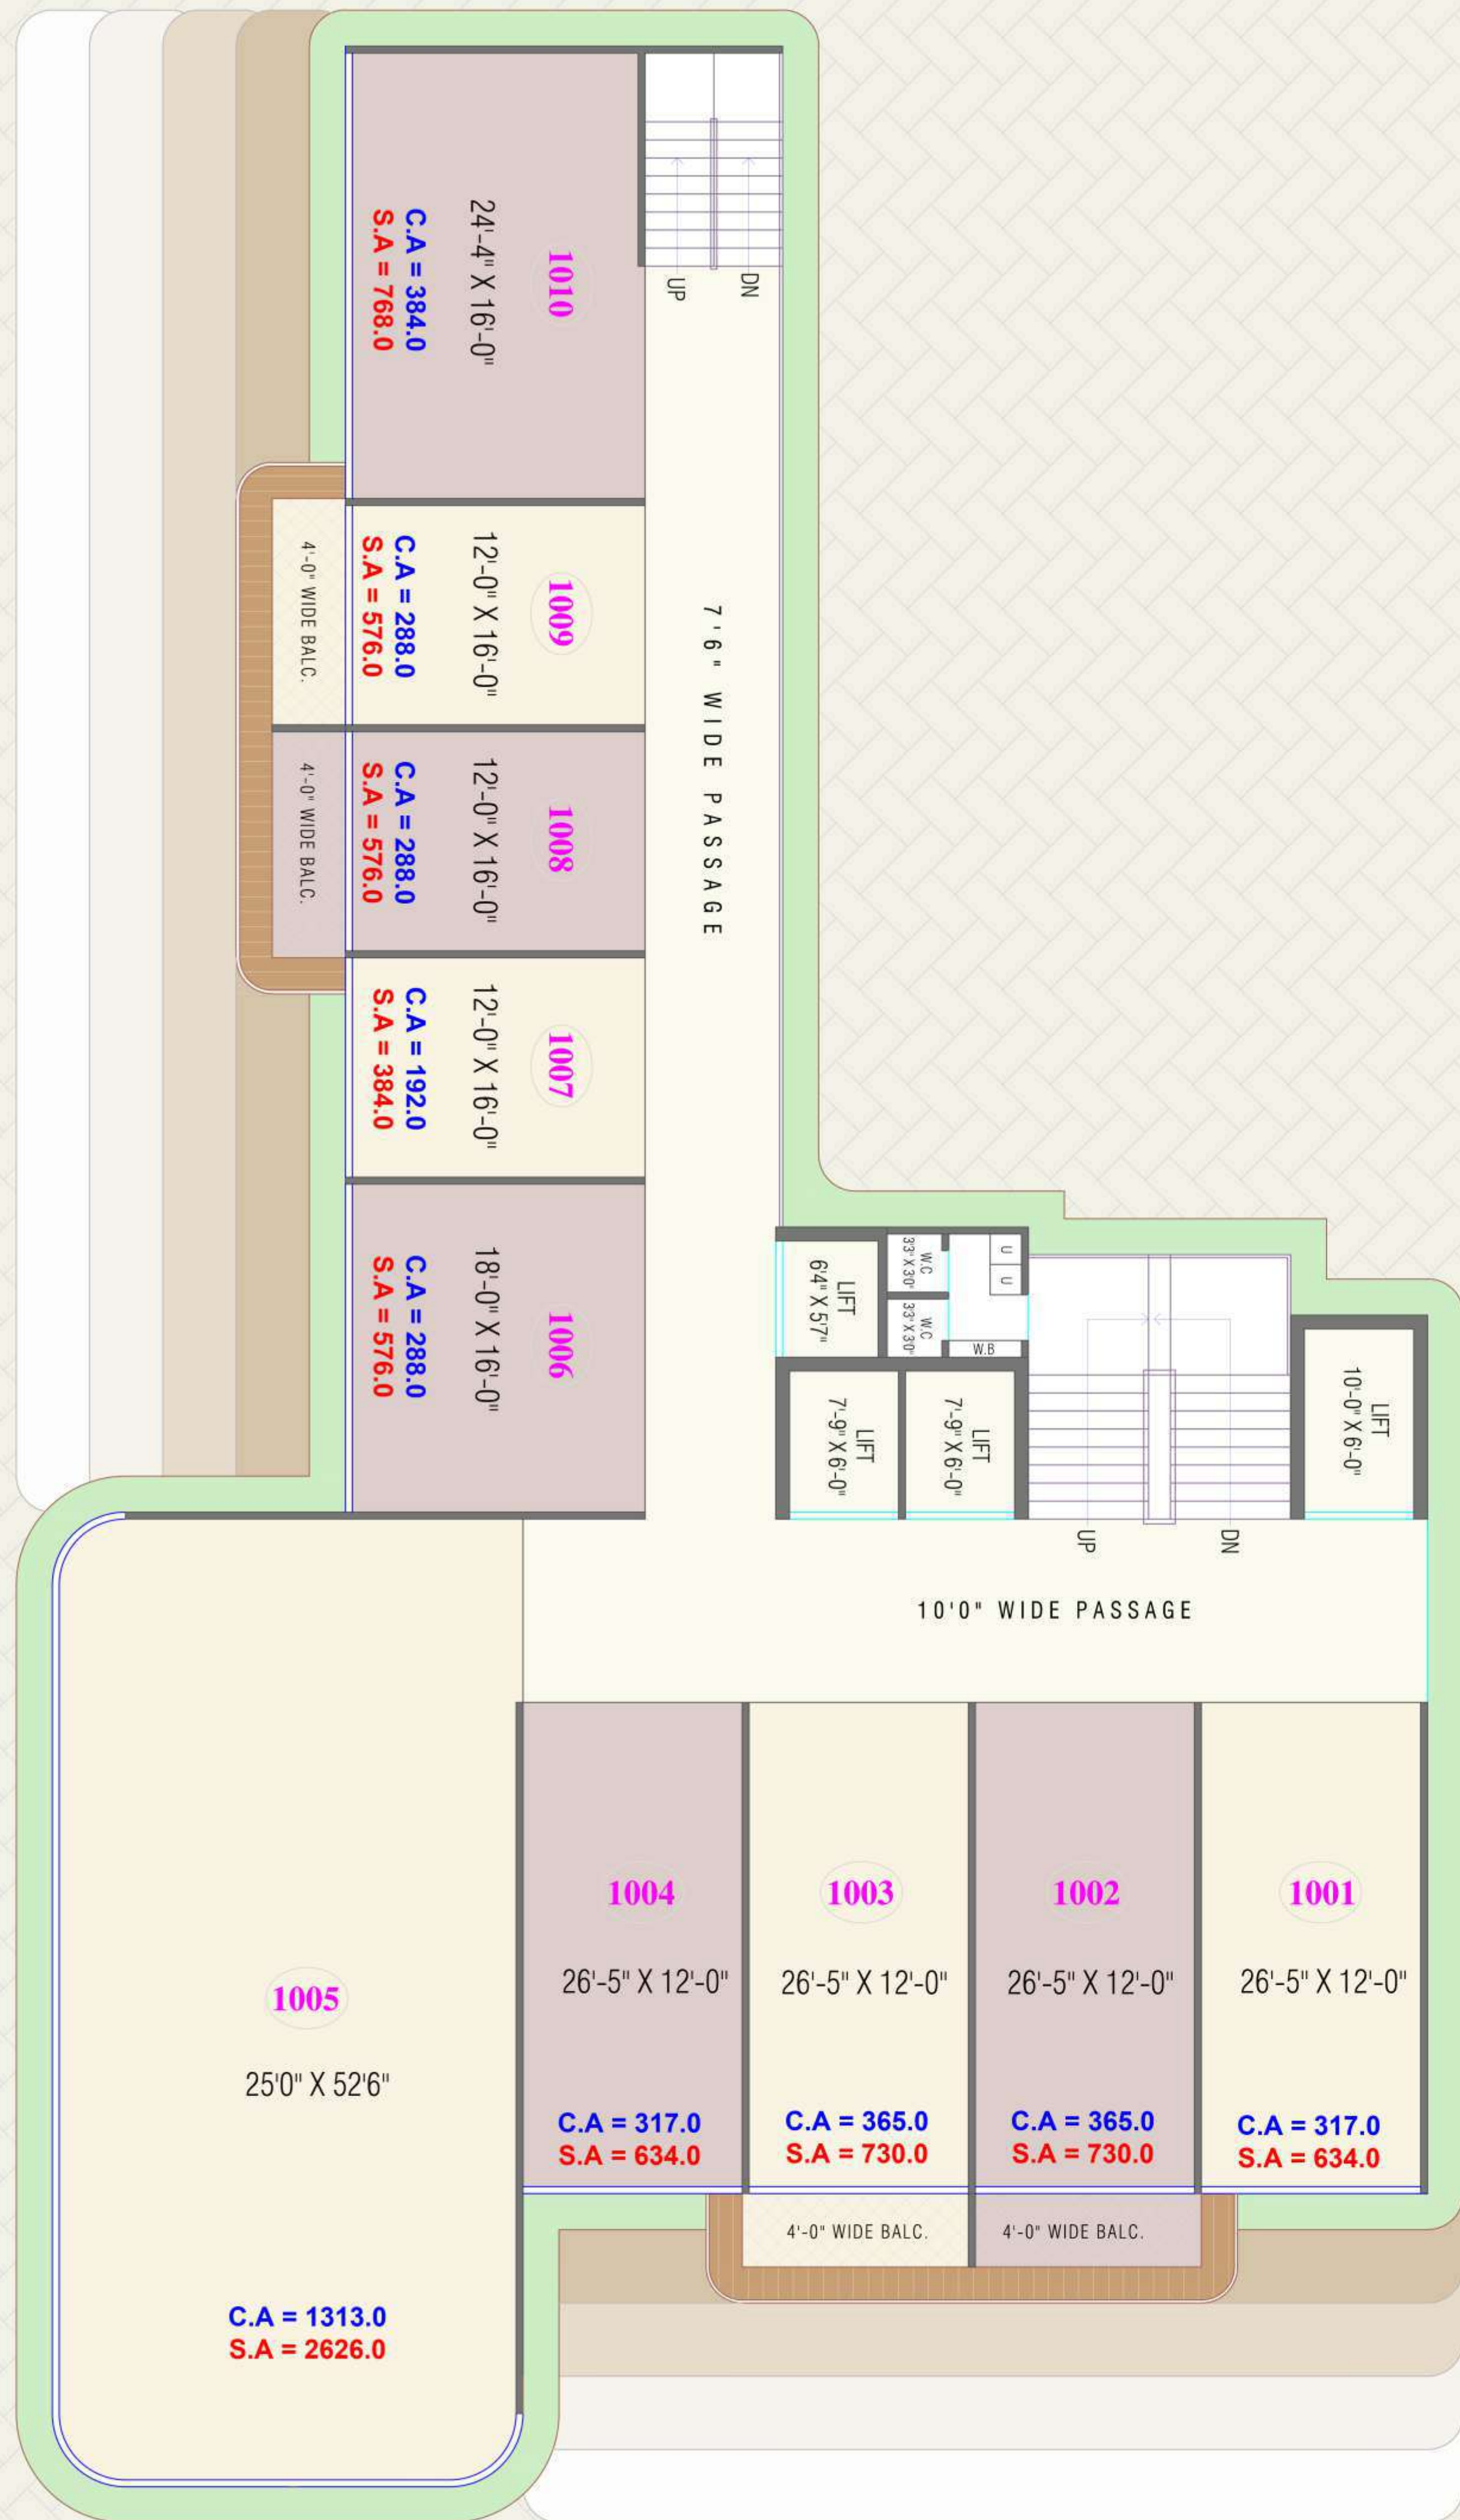 1010
24'-4" X 16'-0"
C.A = 384.0
S.A = 768.0
UP
DN
1009
12'-0" X 16'-0"
C.A = 288.0
S.A = 576.0
4'-0" WIDE BALC.
7'6" WIDE PASSAGE
1008
12'-0" X 16'-0"
C.A = 288.0
S.A = 576.0
4'-0" WIDE BALC.
1007
12'-0" X 16'-0"
C.A = 192.0
S.A = 384.0
1006
18'-0" X 16'-0"
C.A = 288.0
S.A = 576.0
LIFT
6'4" X 5'7"
W.C
3'3" X 3'0"
W.C
3'3" X 3'0"
U
U
W.B
LIFT
7'-9" X 6'-0"
LIFT
7'-9" X 6'-0"
LIFT
10'-0" X 6'-0"
UP
DN
10'0" WIDE PASSAGE
1004
26'-5" X 12'-0"
C.A = 317.0
S.A = 634.0
1003
26'-5" X 12'-0"
C.A = 365.0
S.A = 730.0
4'-0" WIDE BALC.
1002
26'-5" X 12'-0"
C.A = 365.0
S.A = 730.0
4'-0" WIDE BALC.
1001
26'-5" X 12'-0"
C.A = 317.0
S.A = 634.0
1005
25'0" X 52'6"
C.A = 1313.0
S.A = 2626.0